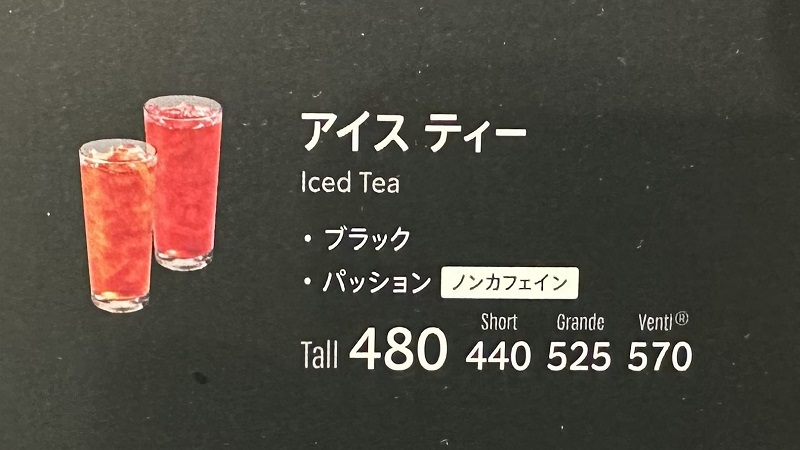 アイス ティー
Iced Tea
・ブラック
・パッション ノンカフェイン
Short Grande Venti®
Tall 480 440 525 570